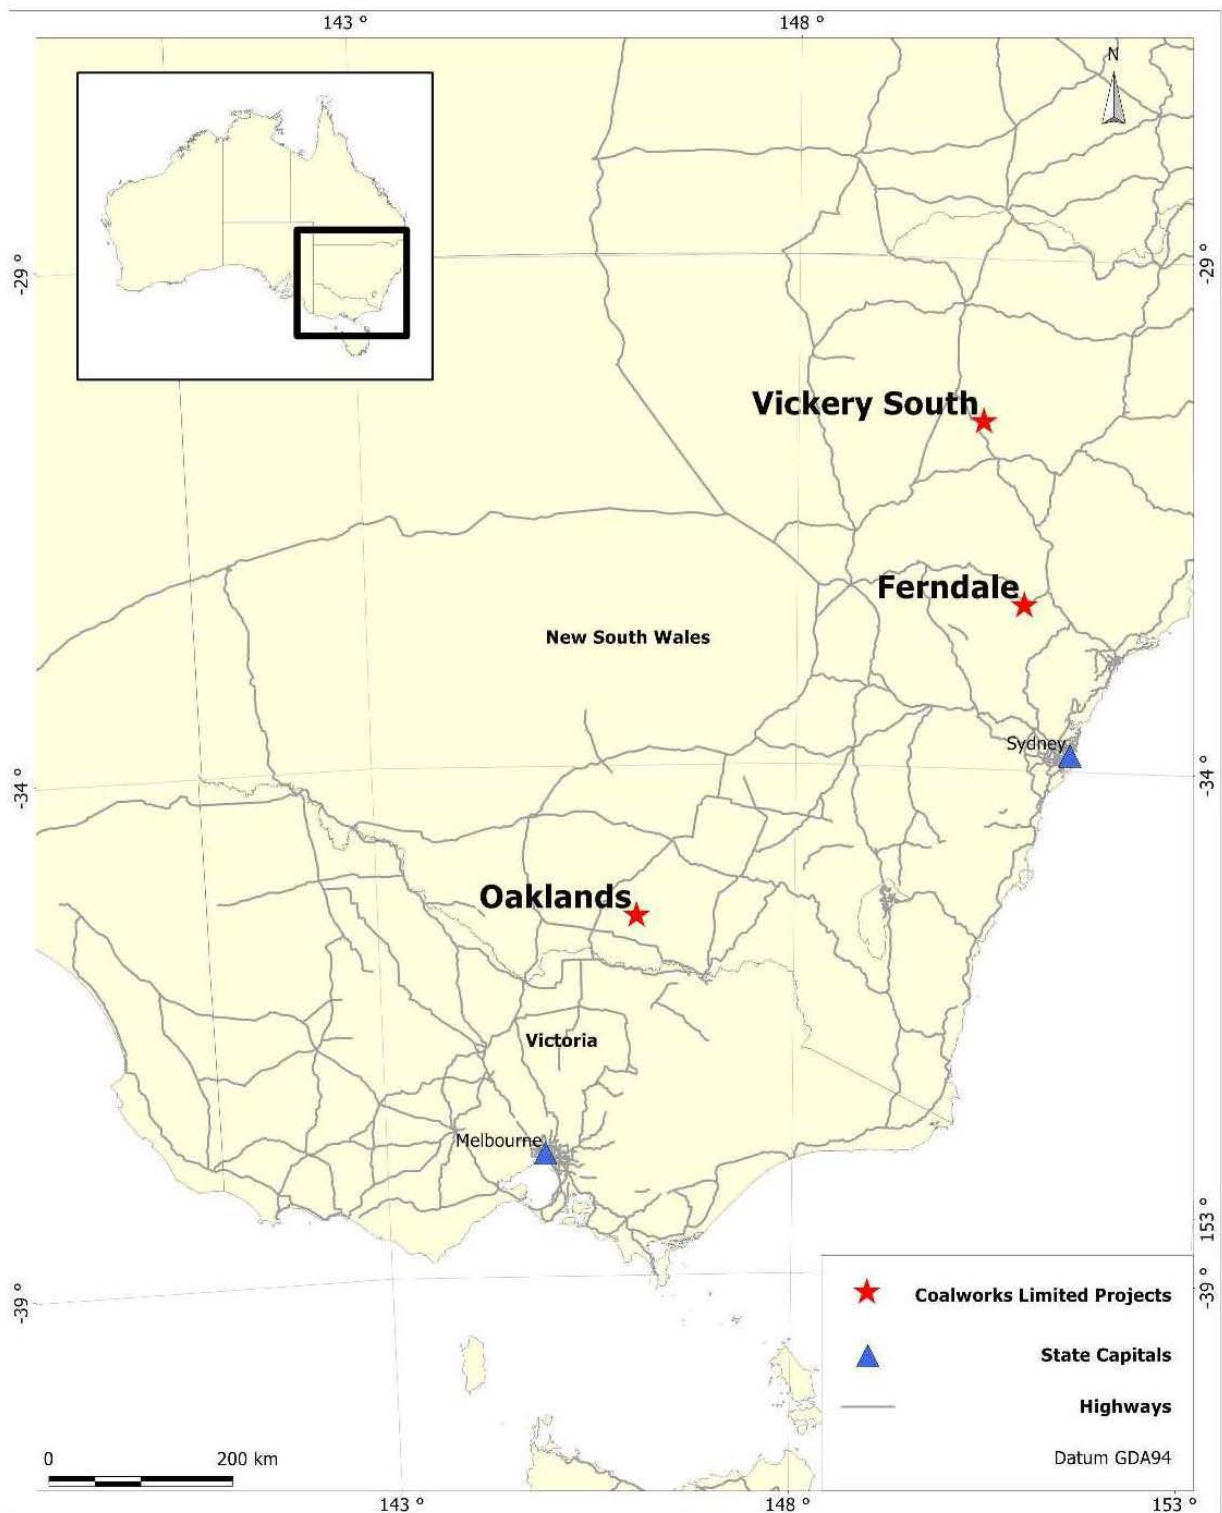 143 °
148 °
N
-29 °
-29 °
Vickery South
Ferndale
New South Wales
Sydney
-34 °
-34 °
Oaklands
Victoria
Melbourne
153 °
-39 °
-39 °
Coalworks Limited Projects
State Capitals
Highways
Datum GDA94
0 200 km
143 °
148 °
153 °